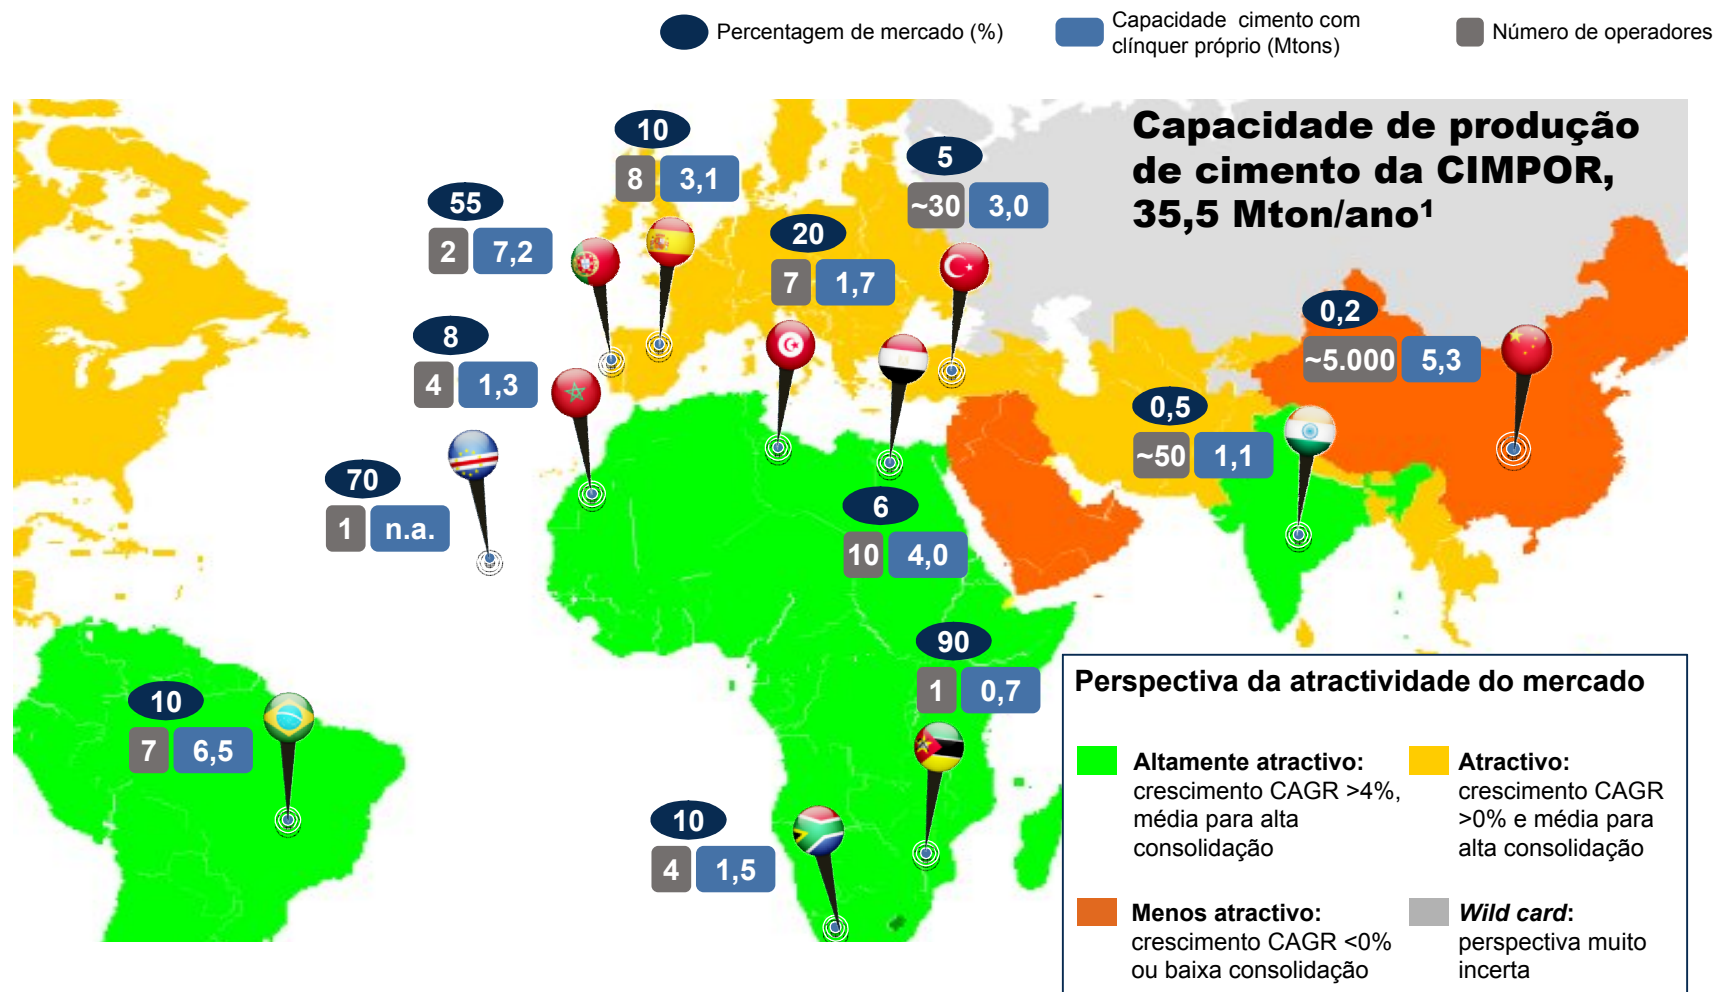 Percentagem de mercado (%)
Capacidade cimento com
clínquer próprio (Mtons)
Número de operadores
Capacidade de produção
de cimento da CIMPOR,
35,5 Mton/ano¹
10
8 3,1
5
~30 3,0
55
2 7,2
20
7 1,7
0,2
~5.000 5,3
8
4 1,3
0,5
~50 1,1
70
1 n.a.
6
10 4,0
90
1 0,7
10
7 6,5
10
4 1,5
Perspectiva da atractividade do mercado
Altamente atractivo:
crescimento CAGR >4%,
média para alta
consolidação
Atractivo:
crescimento CAGR
>0% e média para
alta consolidação
Menos atractivo:
crescimento CAGR <0%
ou baixa consolidação
Wild card:
perspectiva muito
incerta